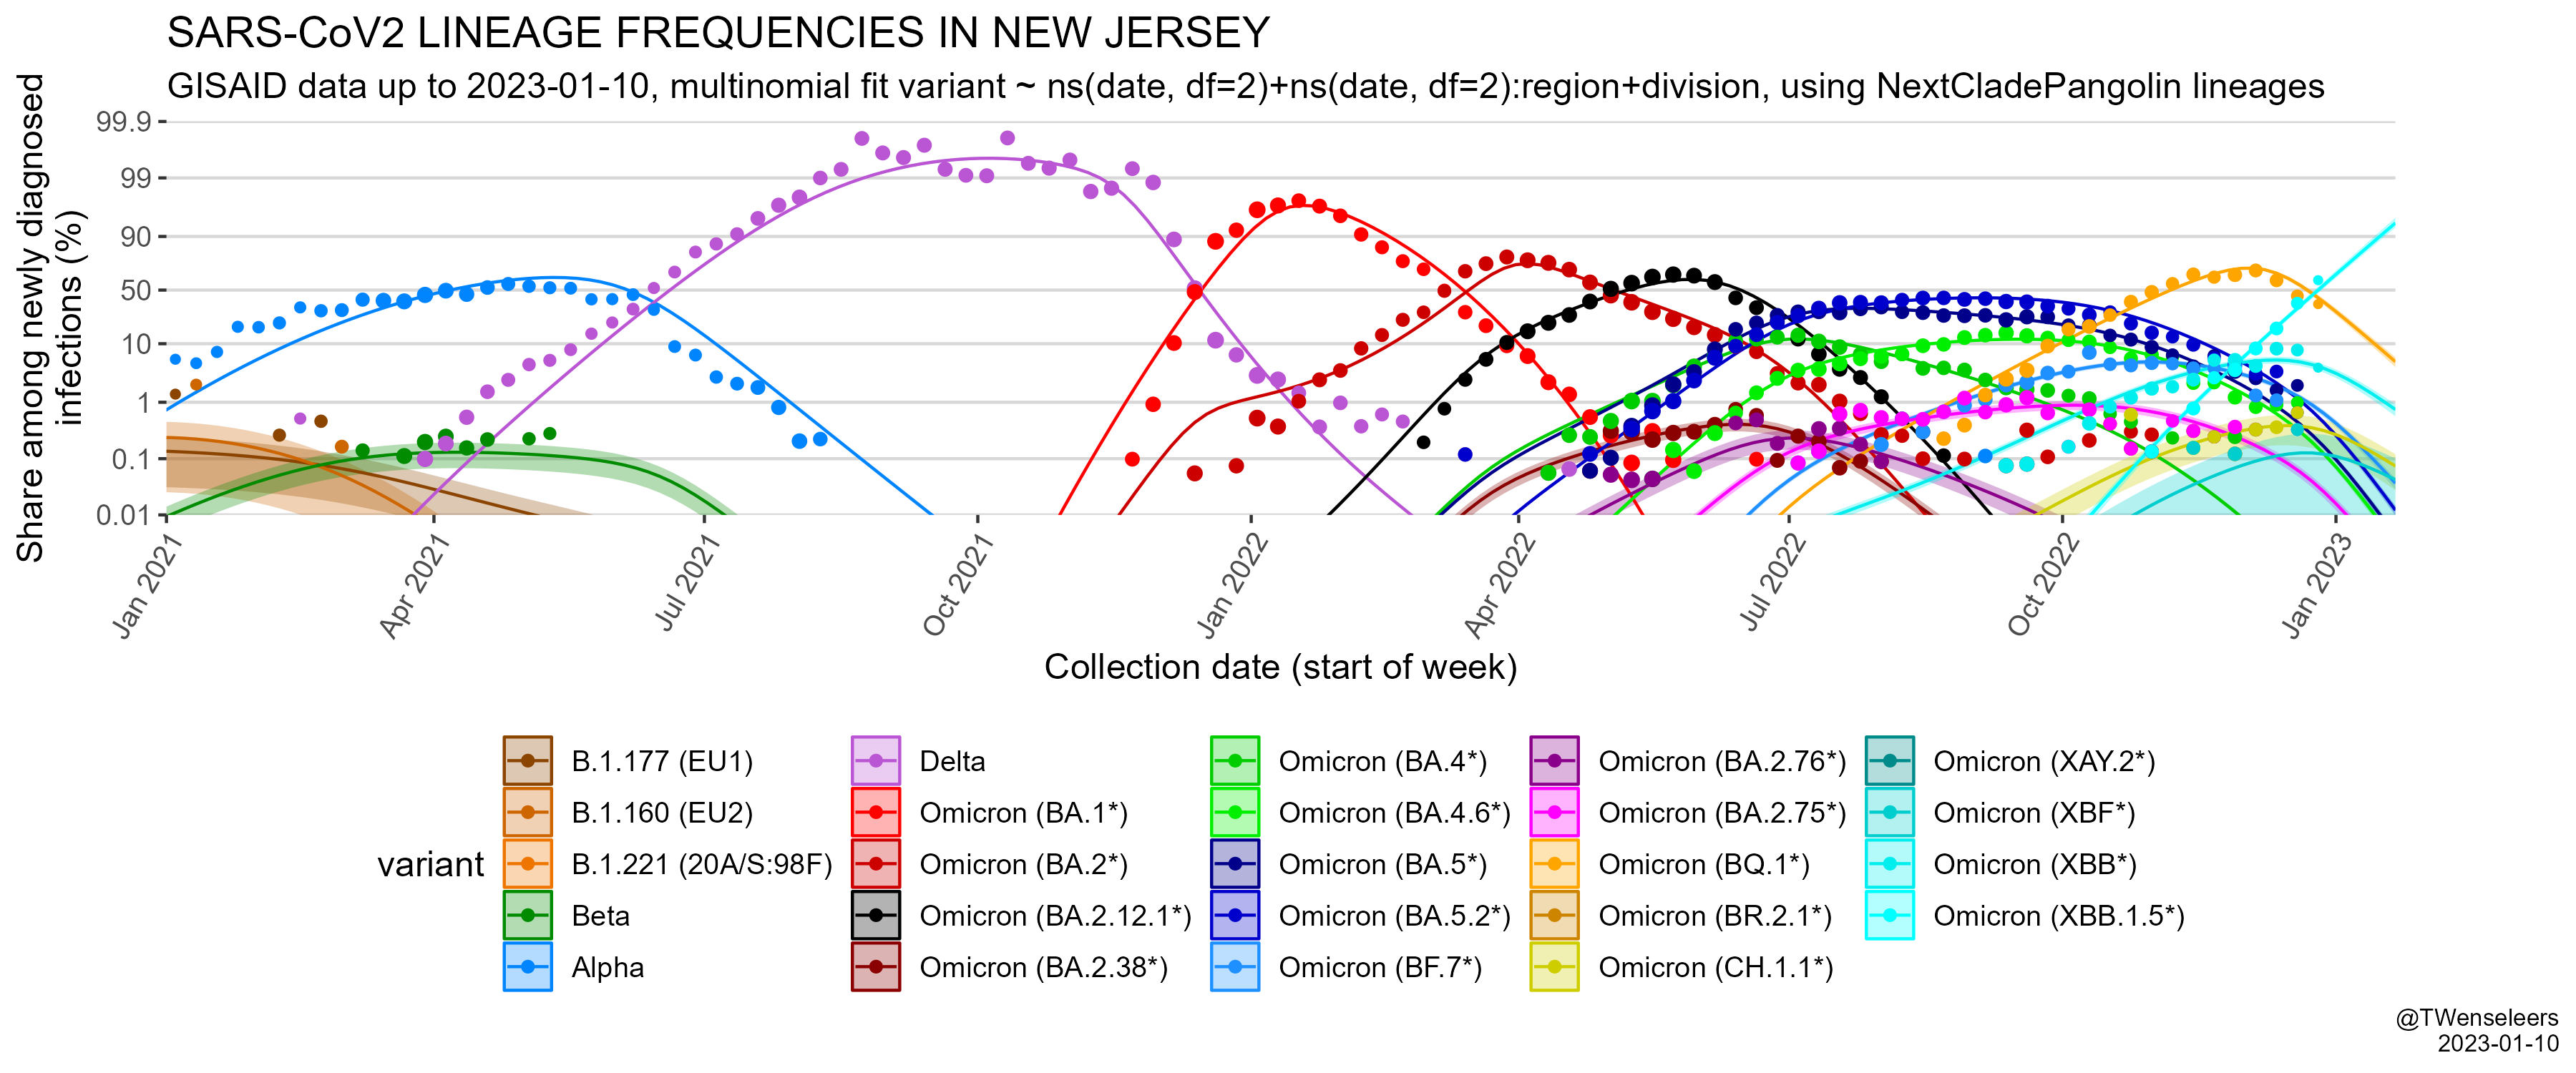 SARS-CoV2 LINEAGE FREQUENCIES IN NEW JERSEY
GISAID data up to 2023-01-10, multinomial fit variant ~ ns(date, df=2)+ns(date, df=2):region+division, using NextCladePangolin lineages
Share among newly diagnosed
infections (%)
99.9
99
90
50
10
1
0.1
0.01
Jan 2021
Apr 2021
Jul 2021
Oct 2021
Jan 2022
Apr 2022
Jul 2022
Oct 2022
Jan 2023
Collection date (start of week)
variant
B.1.177 (EU1)
B.1.160 (EU2)
B.1.221 (20A/S:98F)
Beta
Alpha
Delta
Omicron (BA.1*)
Omicron (BA.2*)
Omicron (BA.2.12.1*)
Omicron (BA.2.38*)
Omicron (BA.4*)
Omicron (BA.4.6*)
Omicron (BA.5*)
Omicron (BA.5.2*)
Omicron (BF.7*)
Omicron (BA.2.76*)
Omicron (BA.2.75*)
Omicron (BQ.1*)
Omicron (BR.2.1*)
Omicron (CH.1.1*)
Omicron (XAY.2*)
Omicron (XBF*)
Omicron (XBB*)
Omicron (XBB.1.5*)
@TWenseleers
2023-01-10